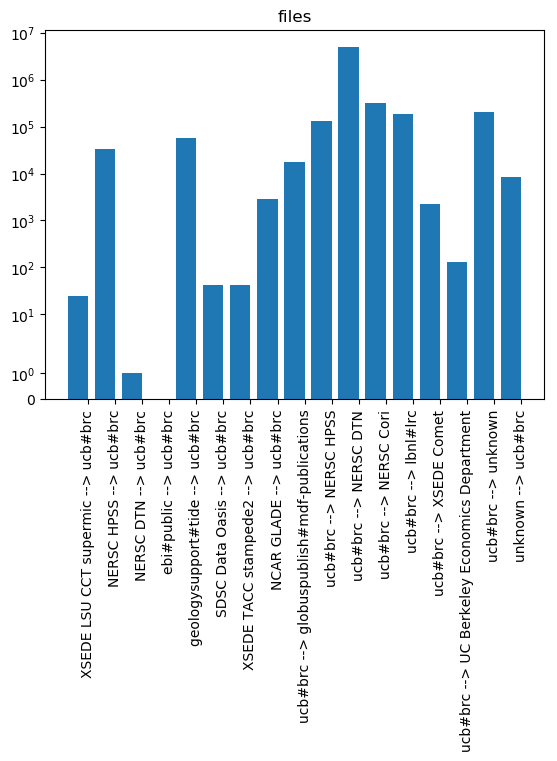 files
10⁷
10⁶
10⁵
10⁴
10³
10²
10¹
10⁰
0
XSEDE LSU CCT supermic --> ucb#brc
NERSC HPSS --> ucb#brc
NERSC DTN --> ucb#brc
ebi#public --> ucb#brc
geologysupport#tide --> ucb#brc
SDSC Data Oasis --> ucb#brc
XSEDE TACC stampede2 --> ucb#brc
NCAR GLADE --> ucb#brc
ucb#brc --> globuspublish#mdf-publications
ucb#brc --> NERSC HPSS
ucb#brc --> NERSC DTN
ucb#brc --> NERSC Cori
ucb#brc --> lbnl#lrc
ucb#brc --> XSEDE Comet
ucb#brc --> UC Berkeley Economics Department
ucb#brc --> unknown
unknown --> ucb#brc